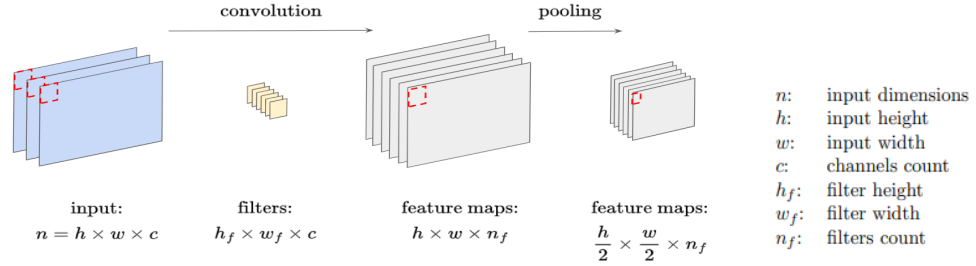 convolution
pooling
input:
n = h × w × c
filters:
h_f × w_f × c
feature maps:
h × w × n_f
feature maps:
h/2 × w/2 × n_f
n: input dimensions
h: input height
w: input width
c: channels count
h_f: filter height
w_f: filter width
n_f: filters count